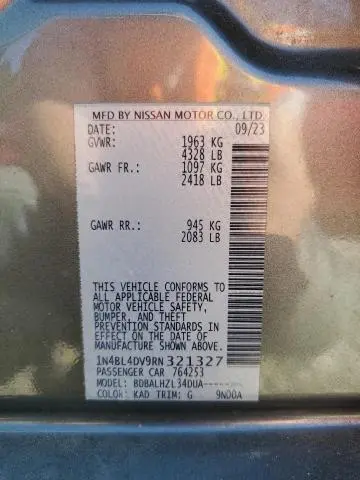 MFD BY NISSAN MOTOR CO., LTD.
DATE: 09/23
GVWR: 1963 KG
4328 LB
GAWR FR.: 1097 KG
2418 LB
GAWR RR.: 945 KG
2083 LB
THIS VEHICLE CONFORMS TO
ALL APPLICABLE FEDERAL
MOTOR VEHICLE SAFETY,
BUMPER, AND THEFT
PREVENTION STANDARDS
IN EFFECT ON THE DATE OF
MANUFACTURE SHOWN ABOVE.
1N4BL4DV9RN321327
PASSENGER CAR 764253
MODEL: BDBALHZL34DUA-----
COLOR: KAD TRIM: G 9ND0A